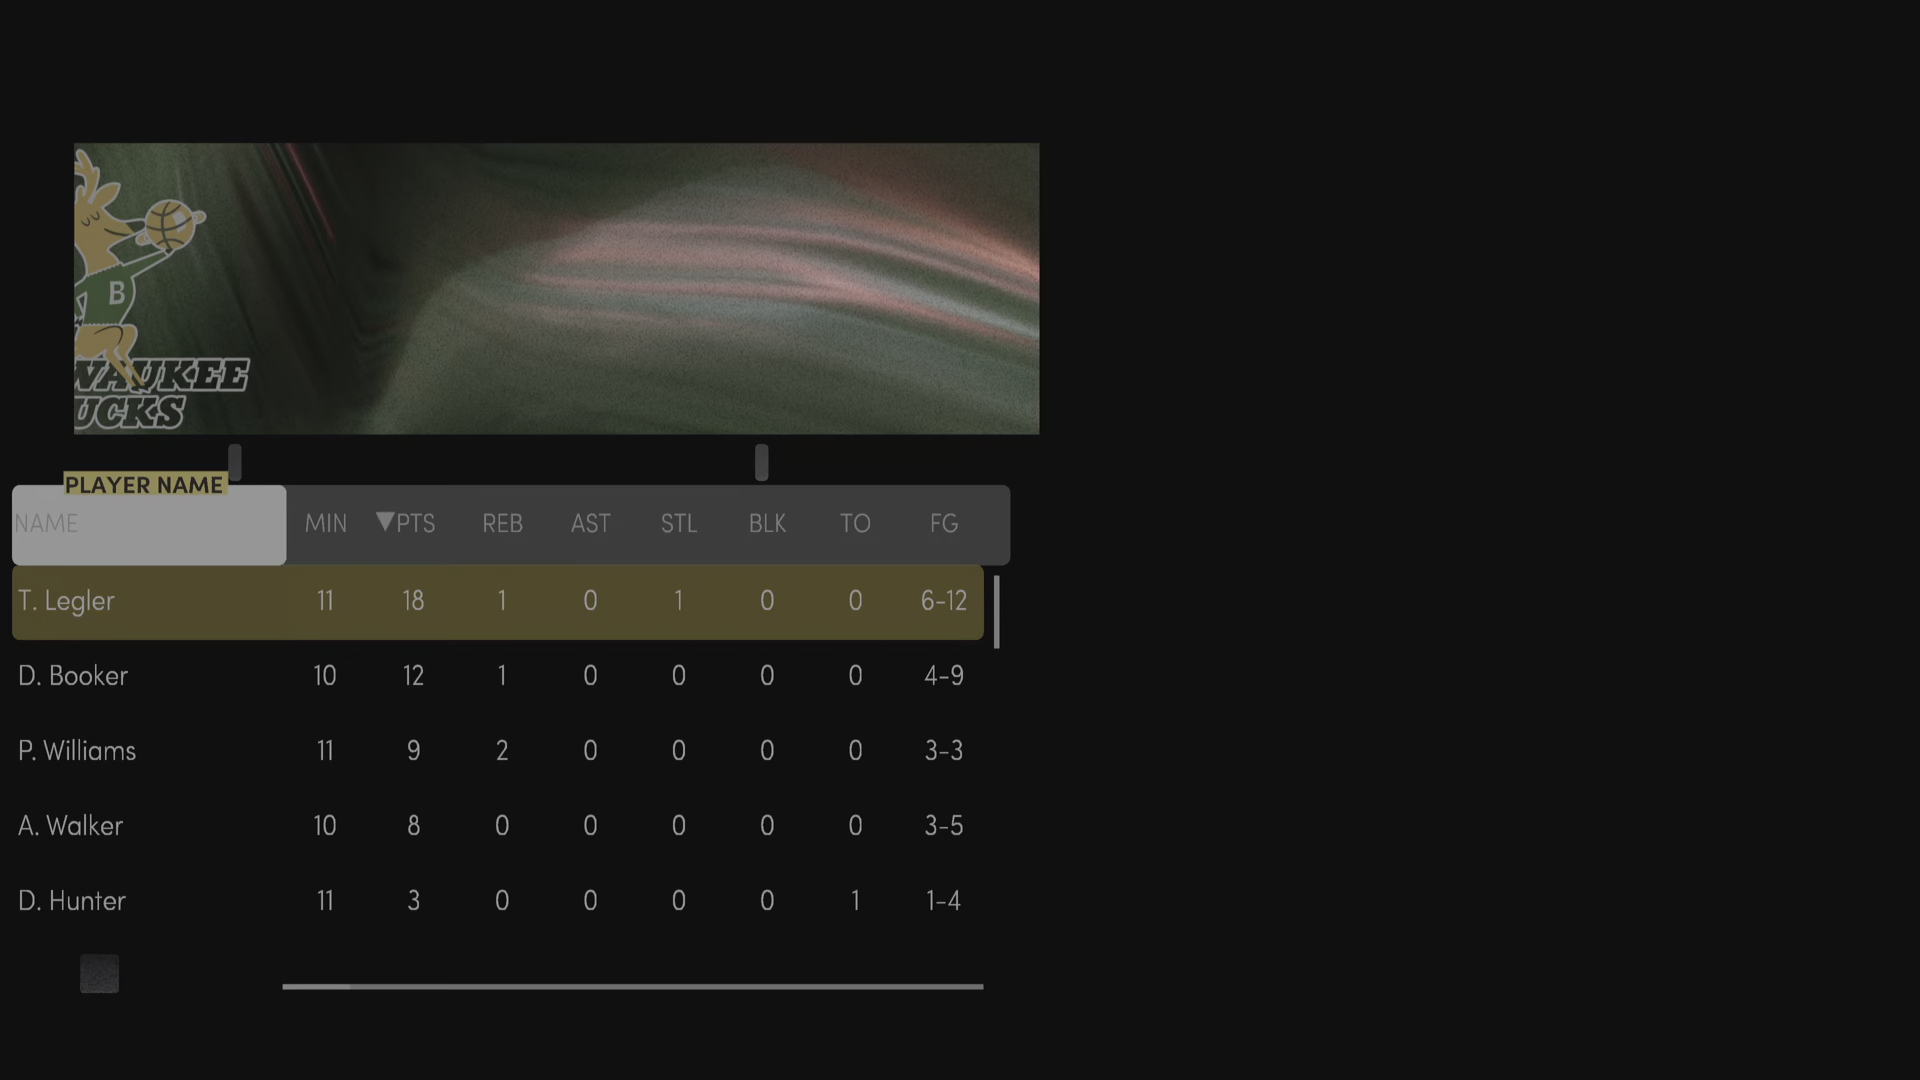 B
WAUKEE
UCKS
PLAYER NAME
NAME MIN ▼PTS REB AST STL BLK TO FG
T. Legler 11 18 1 0 1 0 0 6-12
D. Booker 10 12 1 0 0 0 0 4-9
P. Williams 11 9 2 0 0 0 0 3-3
A. Walker 10 8 0 0 0 0 0 3-5
D. Hunter 11 3 0 0 0 0 1 1-4